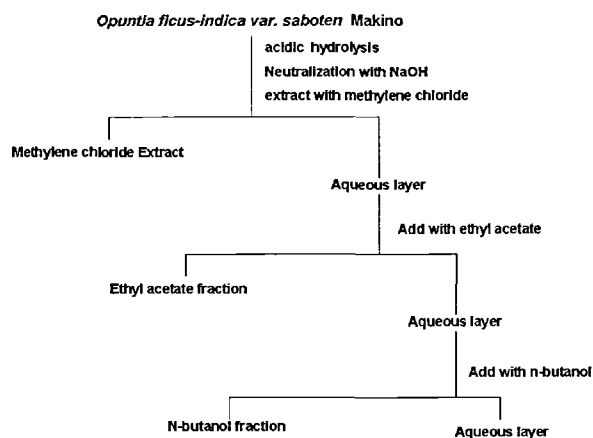 Opuntia ficus-indica var. saboten Makino
acidic hydrolysis
Neutralization with NaOH
extract with methylene chloride
Methylene chloride Extract
Aqueous layer
Add with ethyl acetate
Ethyl acetate fraction
Aqueous layer
Add with n-butanol
N-butanol fraction
Aqueous layer